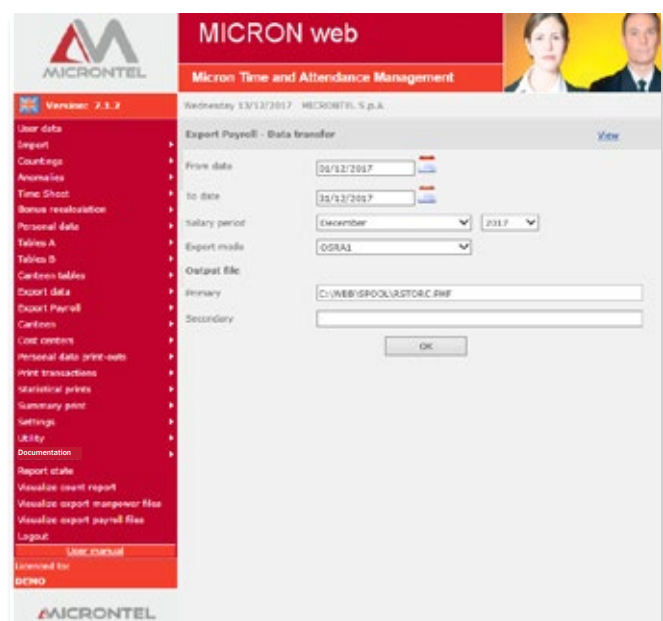 MICRON web
MICRONTEL
Micron Time and Attendance Management
Version: 7.1.2
Wednesday 13/12/2017 MICRONTEL S.p.A.
User data
Import
Countings
Anomalies
Time Sheet
Bonus recalculation
Personal data
Tables A
Tables B
Canteen tables
Export data
Export Payroll
Canteen
Cost centers
Personal data print-outs
Print transactions
Statistical prints
Summary print
Settings
Utility
Documentation
Report state
Visualize count report
Visualize export manpower files
Visualize export payroll files
Logout
User manual
Licensed to:
DEMO
MICRONTEL
Export Payroll - Data transfer View
From date 01/12/2017
To date 31/12/2017
Salary period December 2017
Export mode OSRA1
Output file
Primary C:\WEB\SPOOL\RSTORC.PWF
Secondary
OK